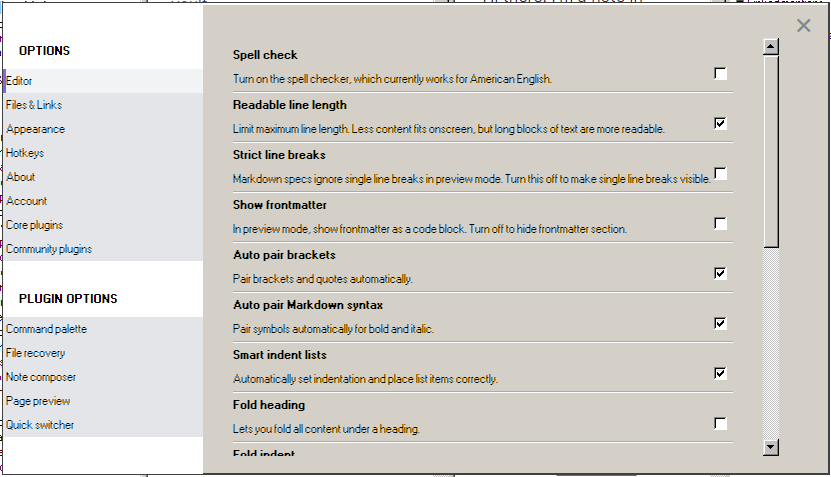 OPTIONS
Editor
Files & Links
Appearance
Hotkeys
About
Account
Core plugins
Community plugins
PLUGIN OPTIONS
Command palette
File recovery
Note composer
Page preview
Quick switcher
Spell check
Turn on the spell checker, which currently works for American English.
Readable line length
Limit maximum line length. Less content fits onscreen, but long blocks of text are more readable.
Strict line breaks
Markdown specs ignore single line breaks in preview mode. Turn this off to make single line breaks visible.
Show frontmatter
In preview mode, show frontmatter as a code block. Turn off to hide frontmatter section.
Auto pair brackets
Pair brackets and quotes automatically.
Auto pair Markdown syntax
Pair symbols automatically for bold and italic.
Smart indent lists
Automatically set indentation and place list items correctly.
Fold heading
Lets you fold all content under a heading.
Fold indent